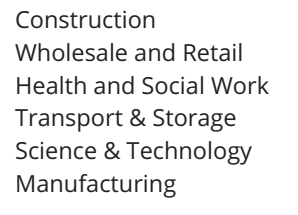 Construction
Wholesale and Retail
Health and Social Work
Transport & Storage
Science & Technology
Manufacturing